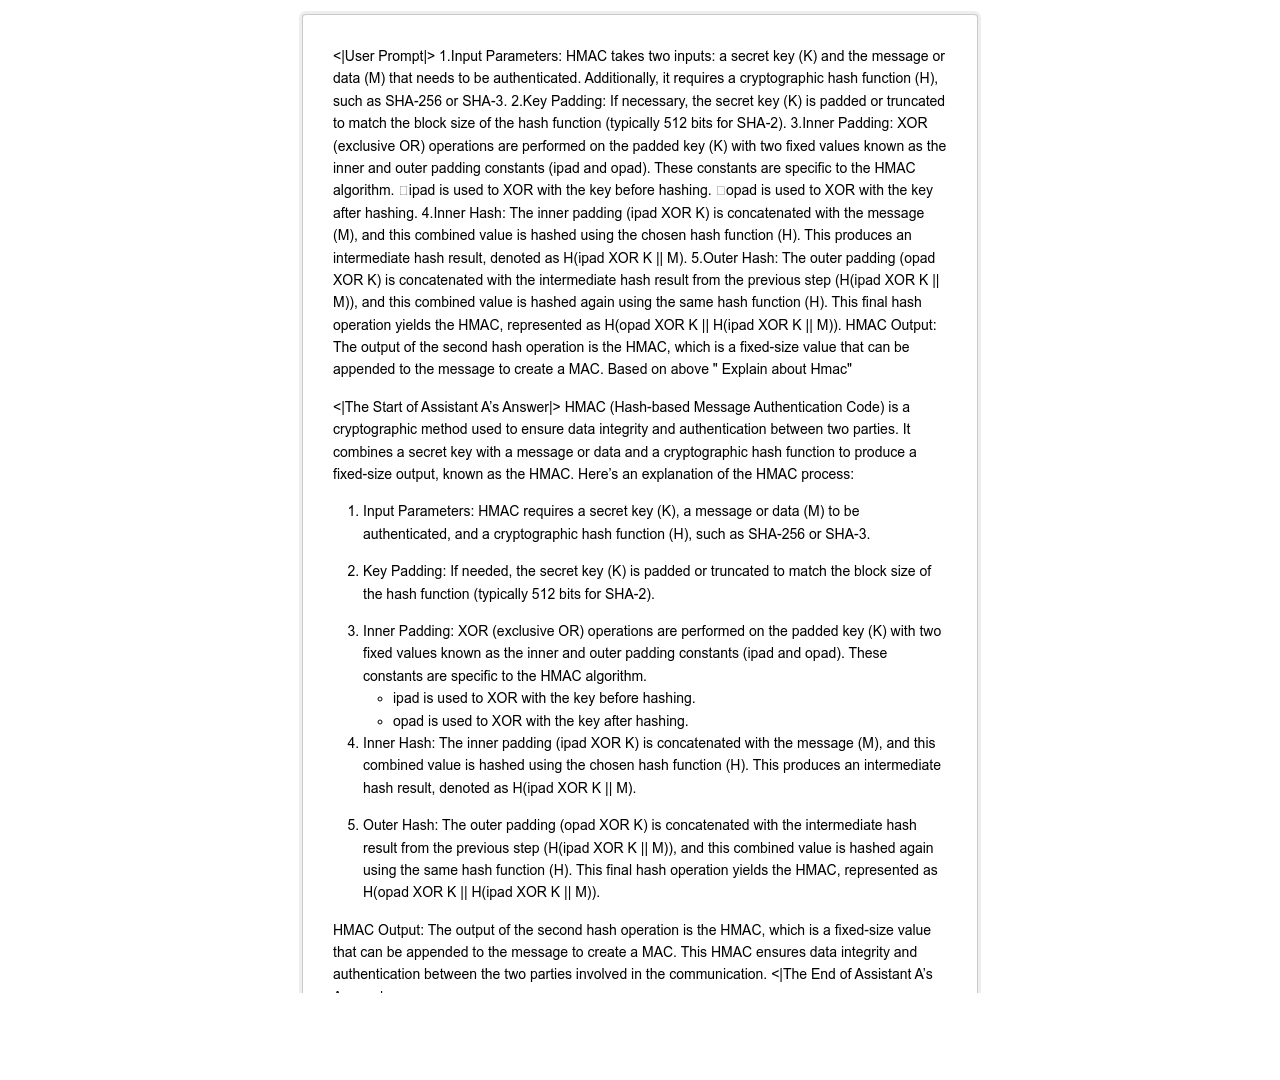 <|User Prompt|> 1.Input Parameters: HMAC takes two inputs: a secret key (K) and the message or
data (M) that needs to be authenticated. Additionally, it requires a cryptographic hash function (H),
such as SHA-256 or SHA-3. 2.Key Padding: If necessary, the secret key (K) is padded or truncated
to match the block size of the hash function (typically 512 bits for SHA-2). 3.Inner Padding: XOR
(exclusive OR) operations are performed on the padded key (K) with two fixed values known as the
inner and outer padding constants (ipad and opad). These constants are specific to the HMAC
algorithm. ipad is used to XOR with the key before hashing. opad is used to XOR with the key
after hashing. 4.Inner Hash: The inner padding (ipad XOR K) is concatenated with the message
(M), and this combined value is hashed using the chosen hash function (H). This produces an
intermediate hash result, denoted as H(ipad XOR K || M). 5.Outer Hash: The outer padding (opad
XOR K) is concatenated with the intermediate hash result from the previous step (H(ipad XOR K ||
M)), and this combined value is hashed again using the same hash function (H). This final hash
operation yields the HMAC, represented as H(opad XOR K || H(ipad XOR K || M)). HMAC Output:
The output of the second hash operation is the HMAC, which is a fixed-size value that can be
appended to the message to create a MAC. Based on above " Explain about Hmac"
<|The Start of Assistant A’s Answer|> HMAC (Hash-based Message Authentication Code) is a
cryptographic method used to ensure data integrity and authentication between two parties. It
combines a secret key with a message or data and a cryptographic hash function to produce a
fixed-size output, known as the HMAC. Here’s an explanation of the HMAC process:
1. Input Parameters: HMAC requires a secret key (K), a message or data (M) to be
authenticated, and a cryptographic hash function (H), such as SHA-256 or SHA-3.
2. Key Padding: If needed, the secret key (K) is padded or truncated to match the block size of
the hash function (typically 512 bits for SHA-2).
3. Inner Padding: XOR (exclusive OR) operations are performed on the padded key (K) with two
fixed values known as the inner and outer padding constants (ipad and opad). These
constants are specific to the HMAC algorithm.
◦ ipad is used to XOR with the key before hashing.
◦ opad is used to XOR with the key after hashing.
4. Inner Hash: The inner padding (ipad XOR K) is concatenated with the message (M), and this
combined value is hashed using the chosen hash function (H). This produces an intermediate
hash result, denoted as H(ipad XOR K || M).
5. Outer Hash: The outer padding (opad XOR K) is concatenated with the intermediate hash
result from the previous step (H(ipad XOR K || M)), and this combined value is hashed again
using the same hash function (H). This final hash operation yields the HMAC, represented as
H(opad XOR K || H(ipad XOR K || M)).
HMAC Output: The output of the second hash operation is the HMAC, which is a fixed-size value
that can be appended to the message to create a MAC. This HMAC ensures data integrity and
authentication between the two parties involved in the communication. <|The End of Assistant A’s